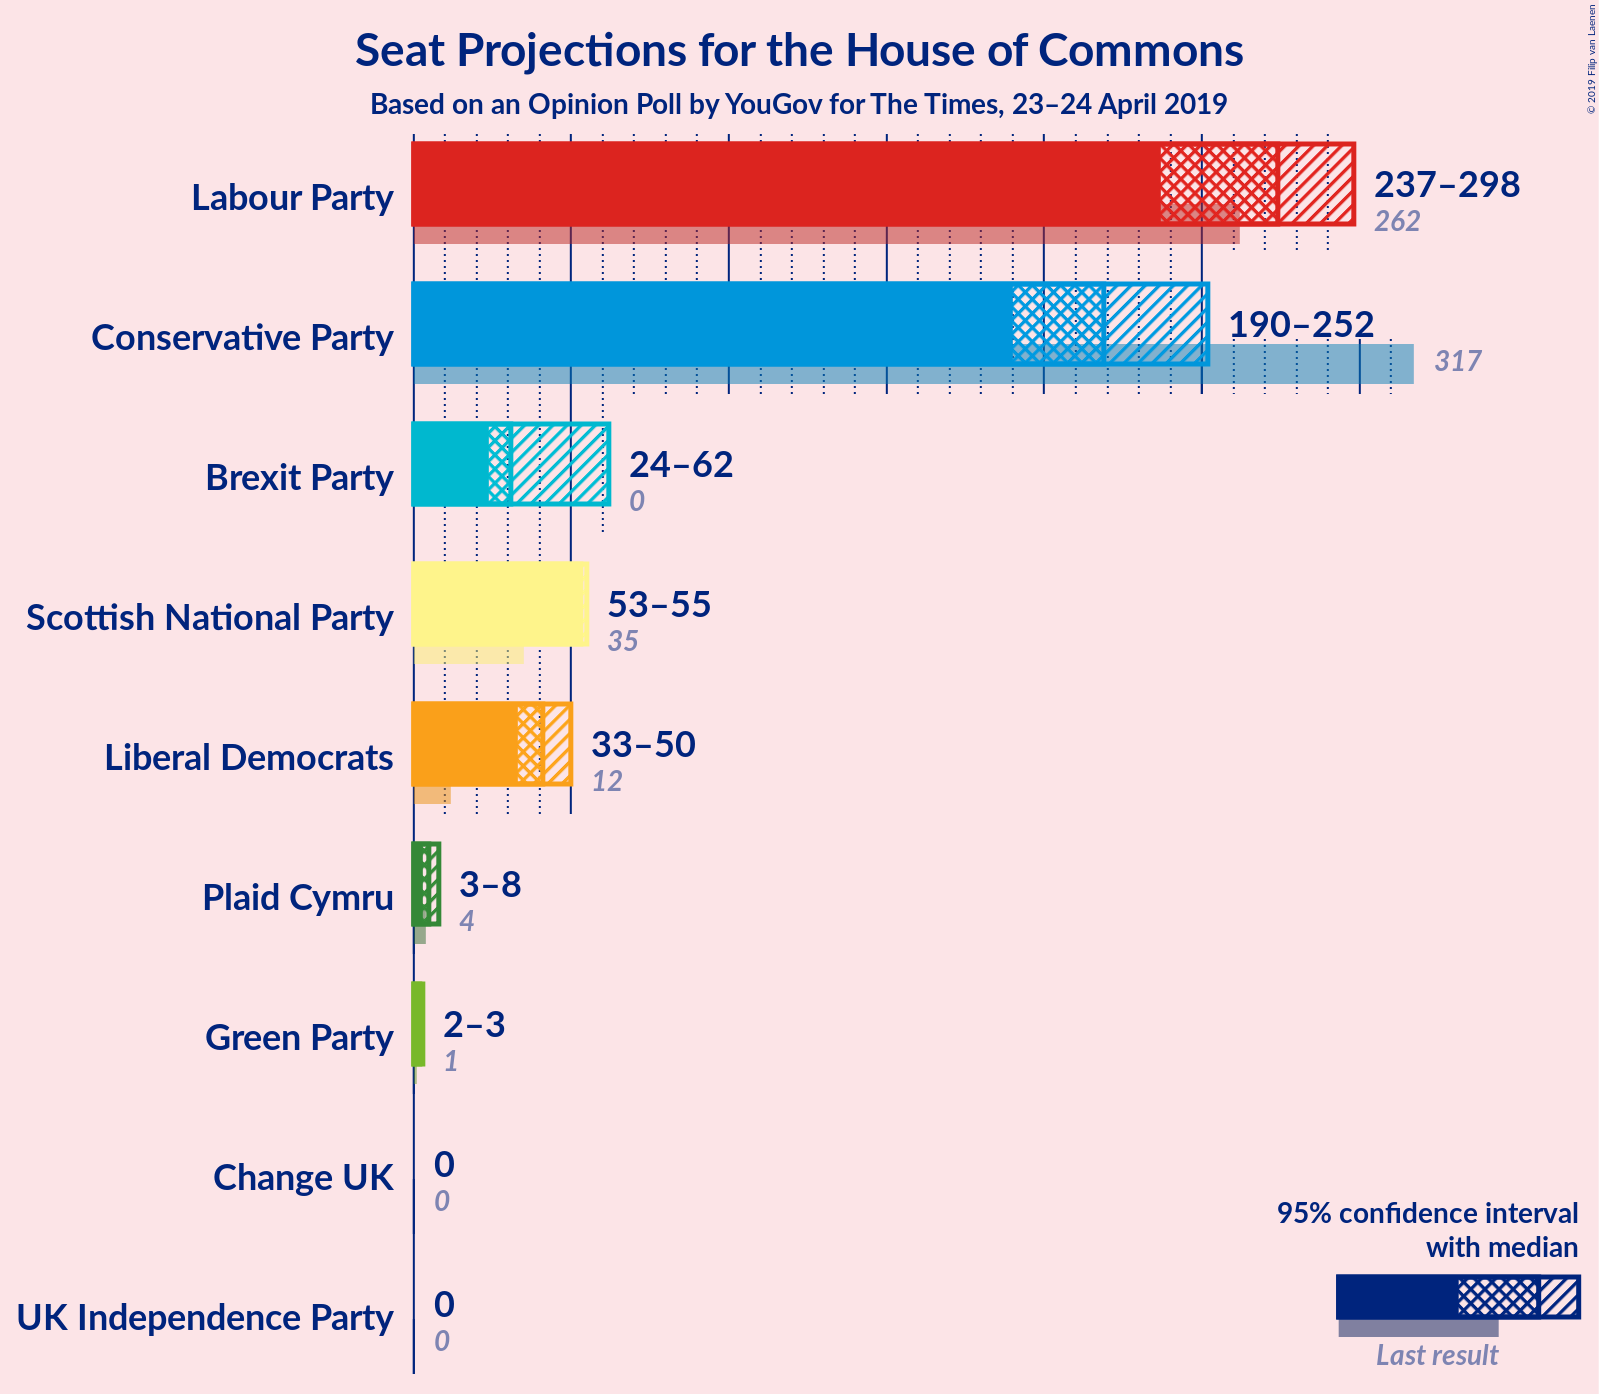 Seat Projections for the House of Commons
Based on an Opinion Poll by YouGov for The Times, 23–24 April 2019
© 2019 Filip van Laenen
Labour Party
237–298
262
Conservative Party
190–252
317
Brexit Party
24–62
0
Scottish National Party
53–55
35
Liberal Democrats
33–50
12
Plaid Cymru
3–8
4
Green Party
2–3
1
Change UK
0
0
UK Independence Party
0
0
95% confidence interval
with median
Last result